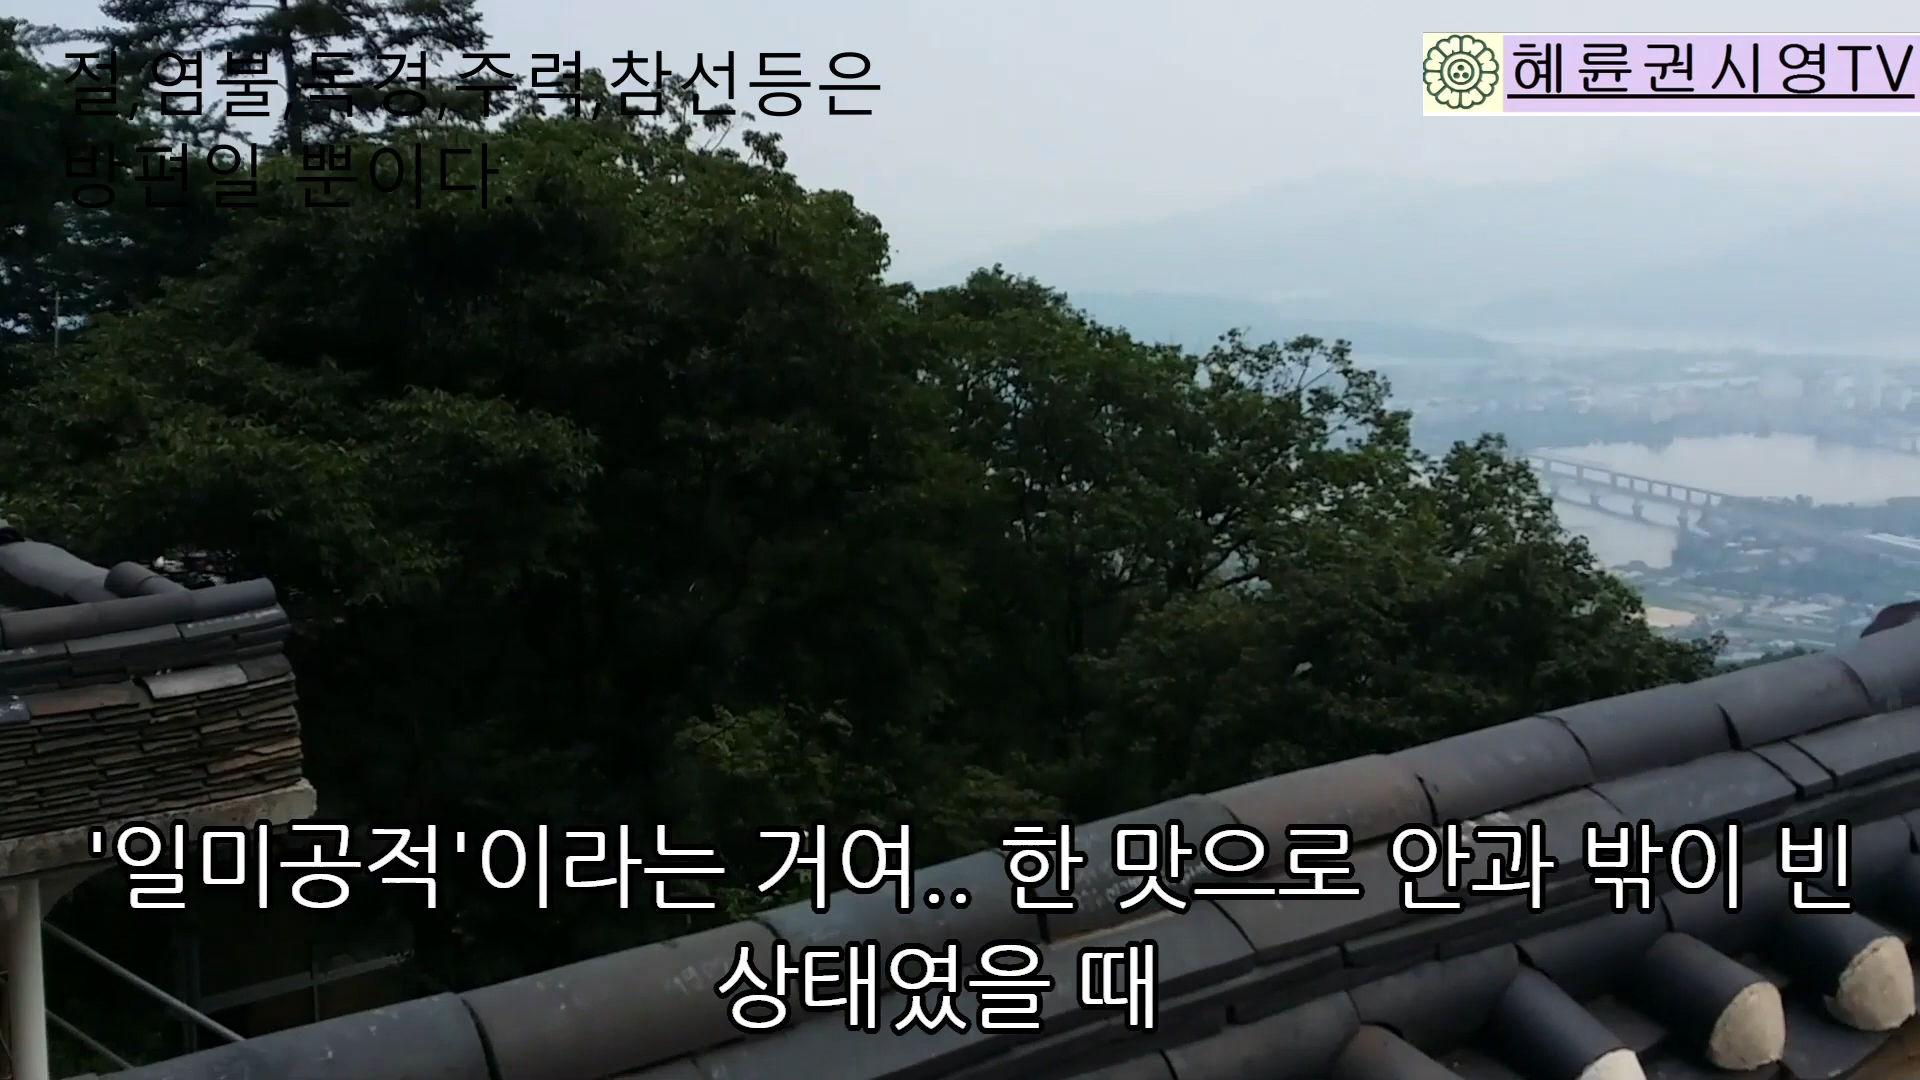 절,염불,독경,주력,참선등은
방편일 뿐이다.
혜륜권시영TV
'일미공적'이라는 거여.. 한 맛으로 안과 밖이 빈
상태였을 때